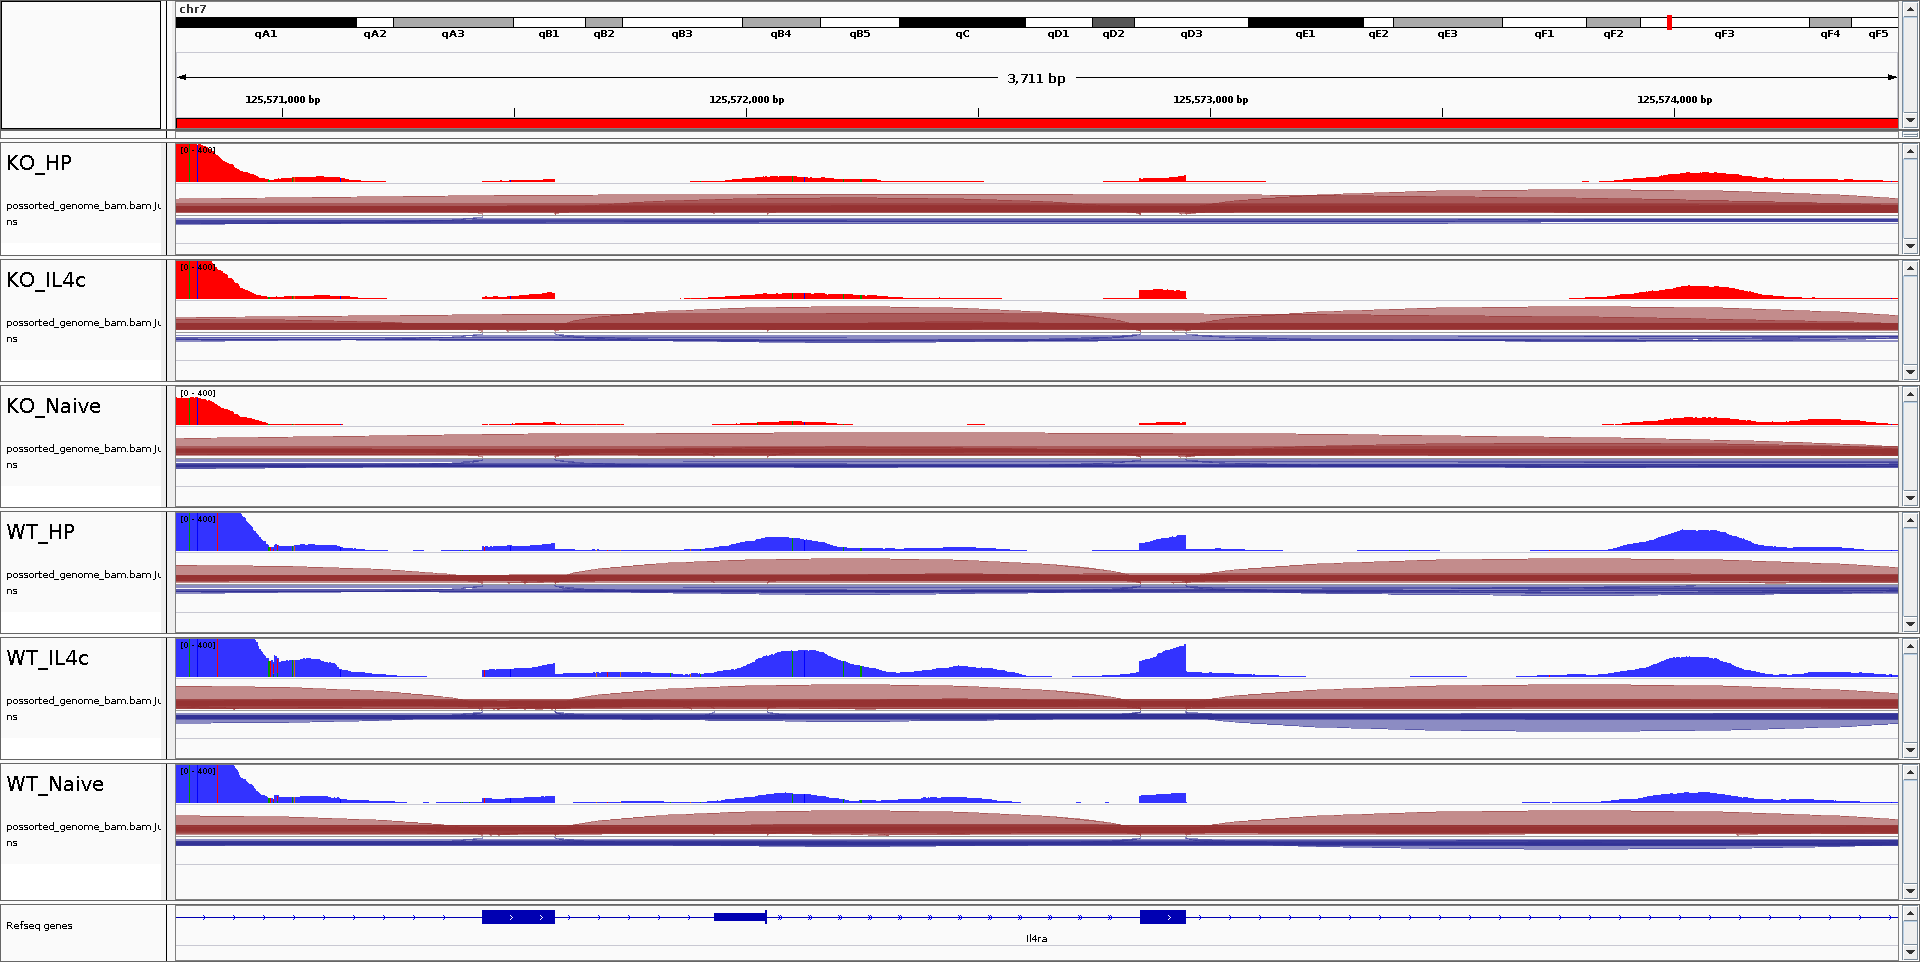 chr7
qA1 qA2 qA3 qB1 qB2 qB3 qB4 qB5 qC qD1 qD2 qD3 qE1 qE2 qE3 qF1 qF2 qF3 qF4 qF5
3,711 bp
125,571,000 bp 125,572,000 bp 125,573,000 bp 125,574,000 bp
[0 - 400]
KO_HP
possorted_genome_bam.bam Ju
ns
[0 - 400]
KO_IL4c
possorted_genome_bam.bam Ju
ns
[0 - 400]
KO_Naive
possorted_genome_bam.bam Ju
ns
[0 - 400]
WT_HP
possorted_genome_bam.bam Ju
ns
[0 - 400]
WT_IL4c
possorted_genome_bam.bam Ju
ns
[0 - 400]
WT_Naive
possorted_genome_bam.bam Ju
ns
Refseq genes
Il4ra